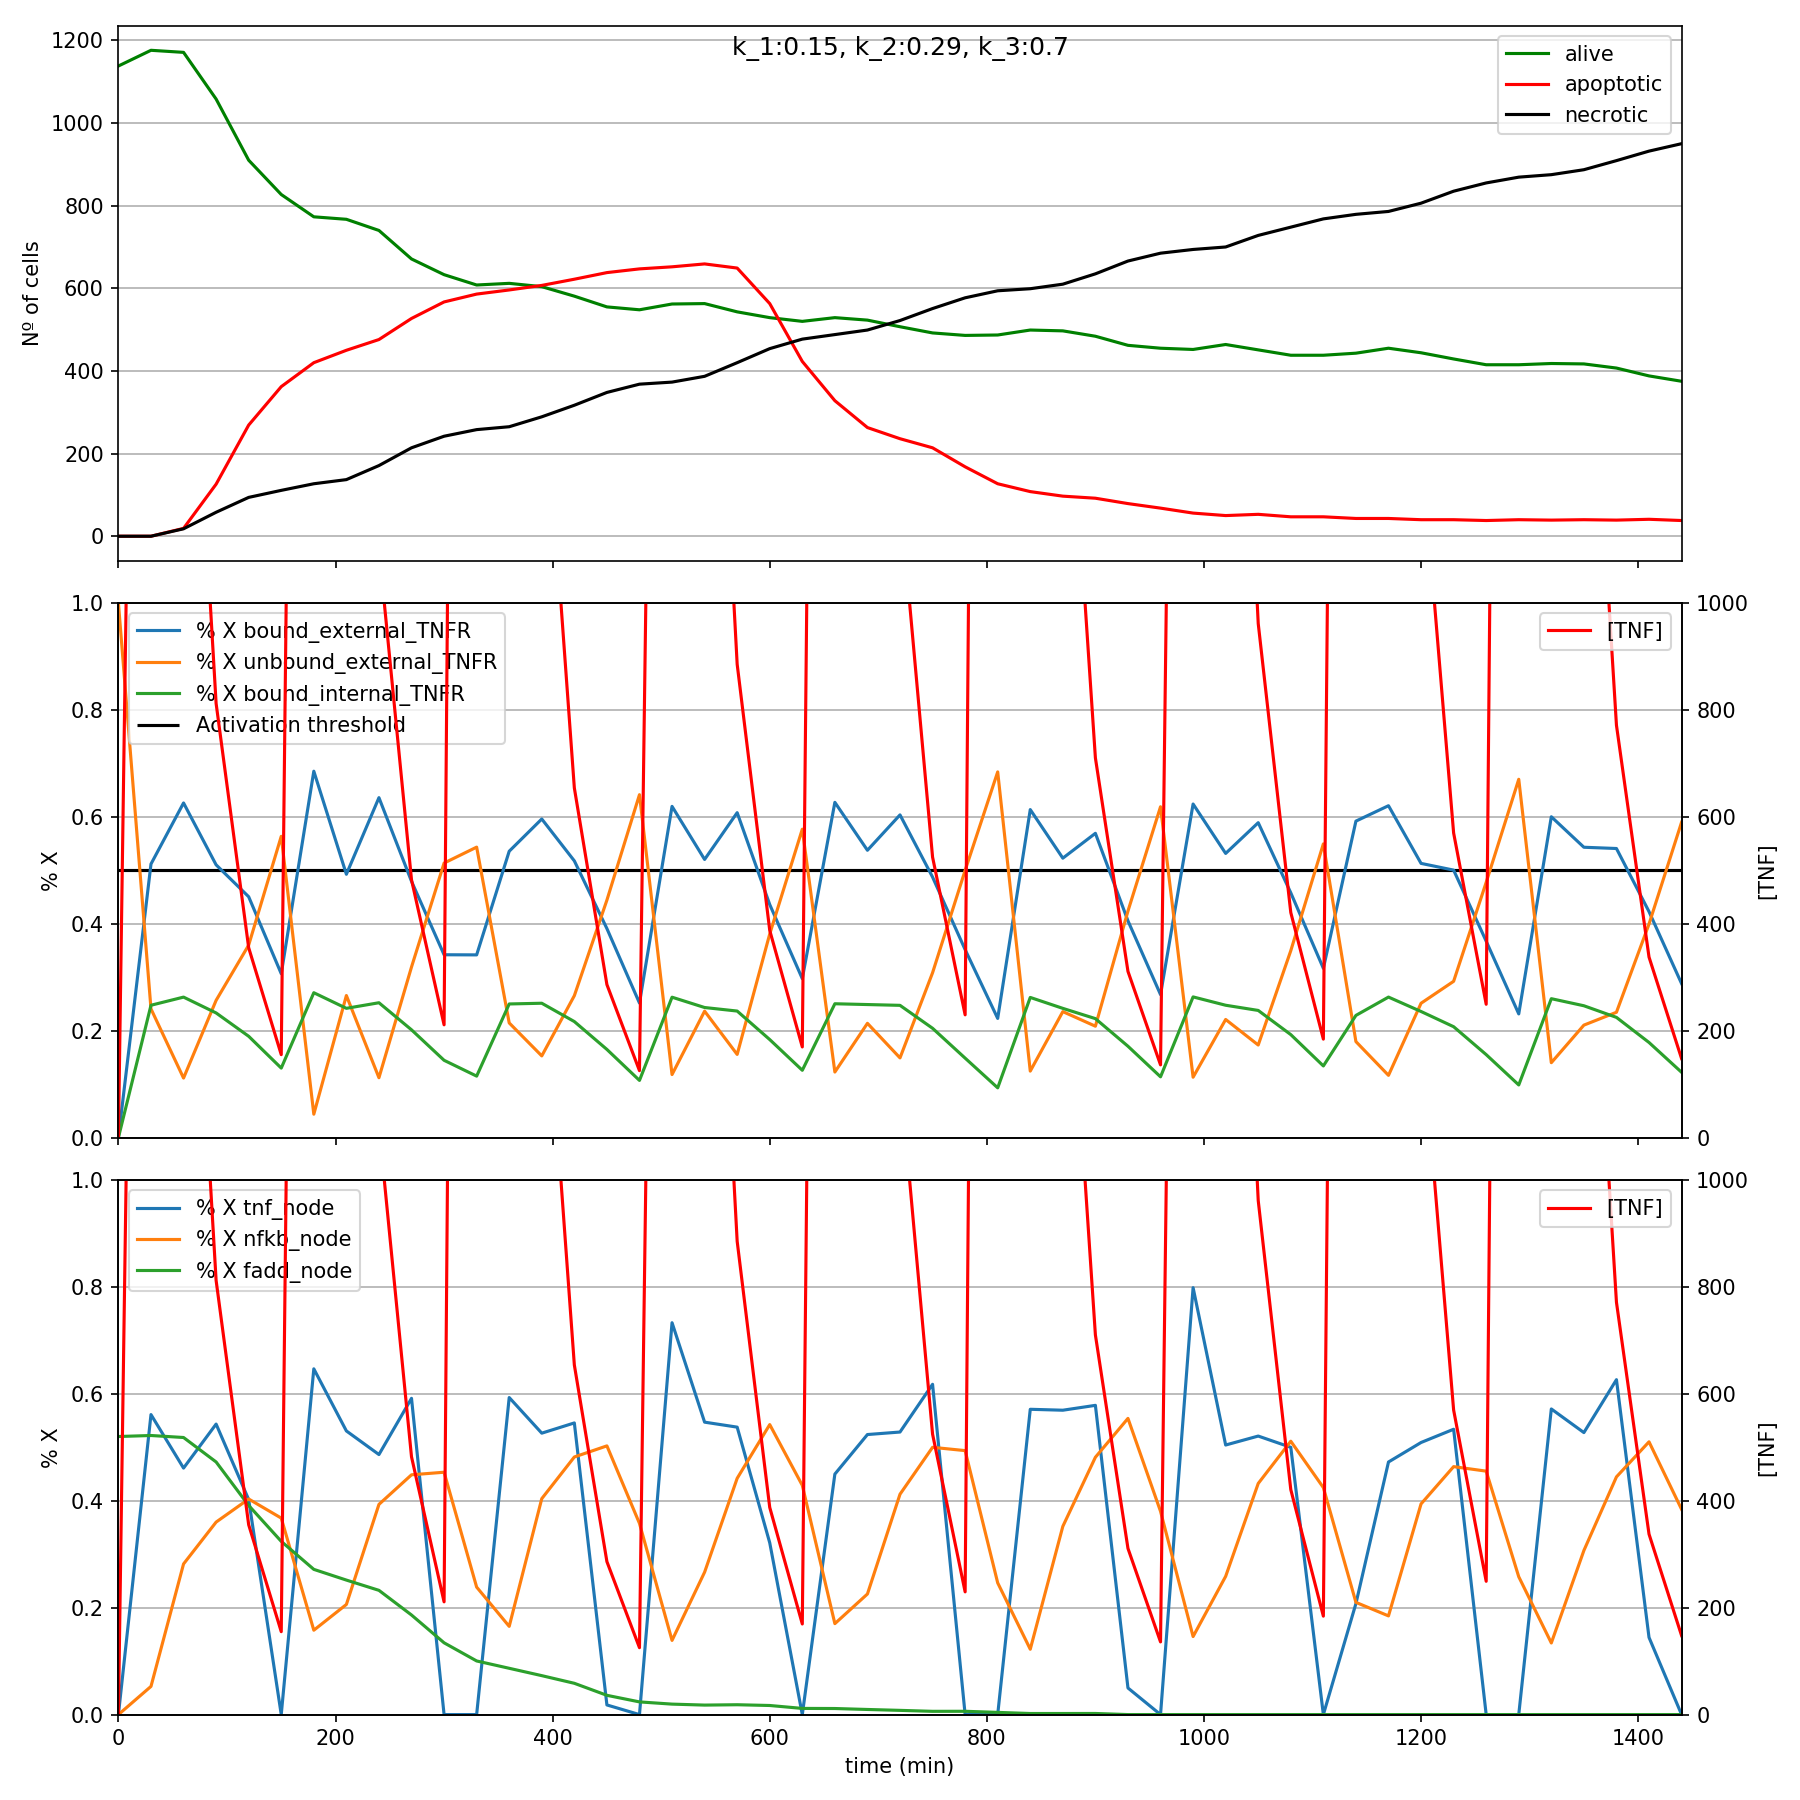 k_1:0.15, k_2:0.29, k_3:0.7
1200
1000
800
600
400
200
0
Nº of cells
alive
apoptotic
necrotic
1.0
0.8
0.6
0.4
0.2
0.0
% X
% X bound_external_TNFR
% X unbound_external_TNFR
% X bound_internal_TNFR
Activation threshold
[TNF]
1000
800
600
400
200
0
[TNF]
1.0
0.8
0.6
0.4
0.2
0.0
% X
% X tnf_node
% X nfkb_node
% X fadd_node
[TNF]
1000
800
600
400
200
0
[TNF]
0 200 400 600 800 1000 1200 1400
time (min)